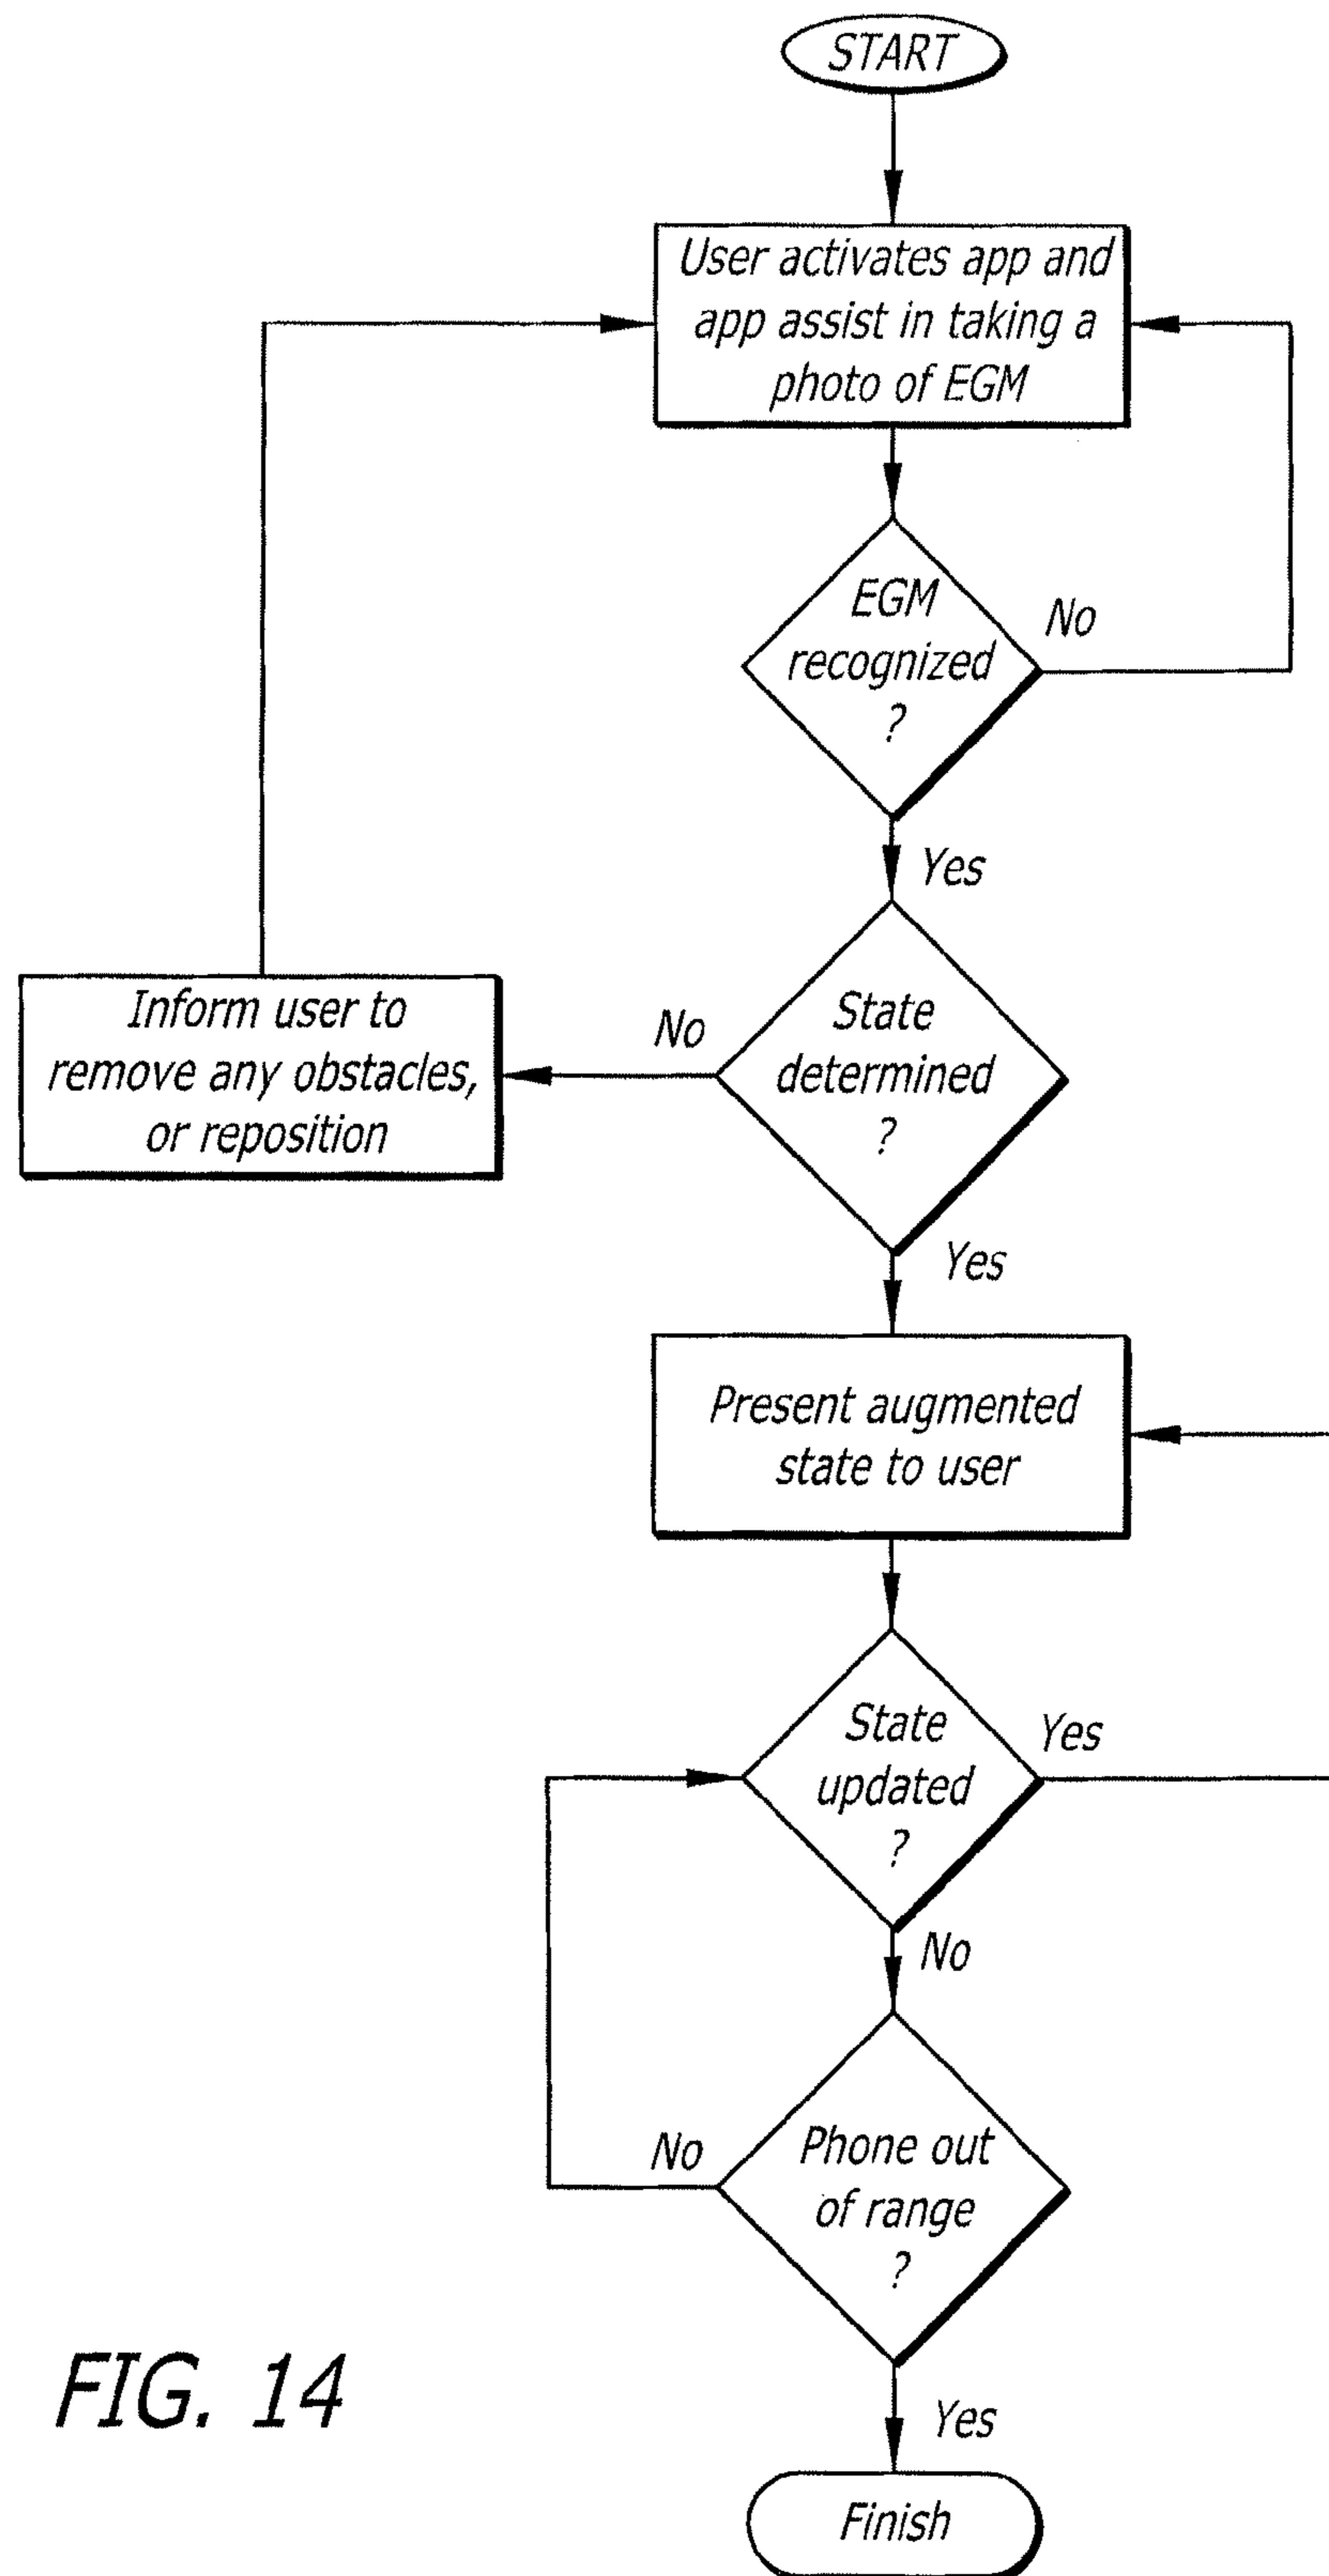 START
User activates app and
app assist in taking a
photo of EGM
EGM
recognized
?
No
Yes
State
determined
?
No
Inform user to
remove any obstacles,
or reposition
Yes
Present augmented
state to user
State
updated
?
Yes
No
Phone out
of range
?
No
Yes
Finish
FIG. 14